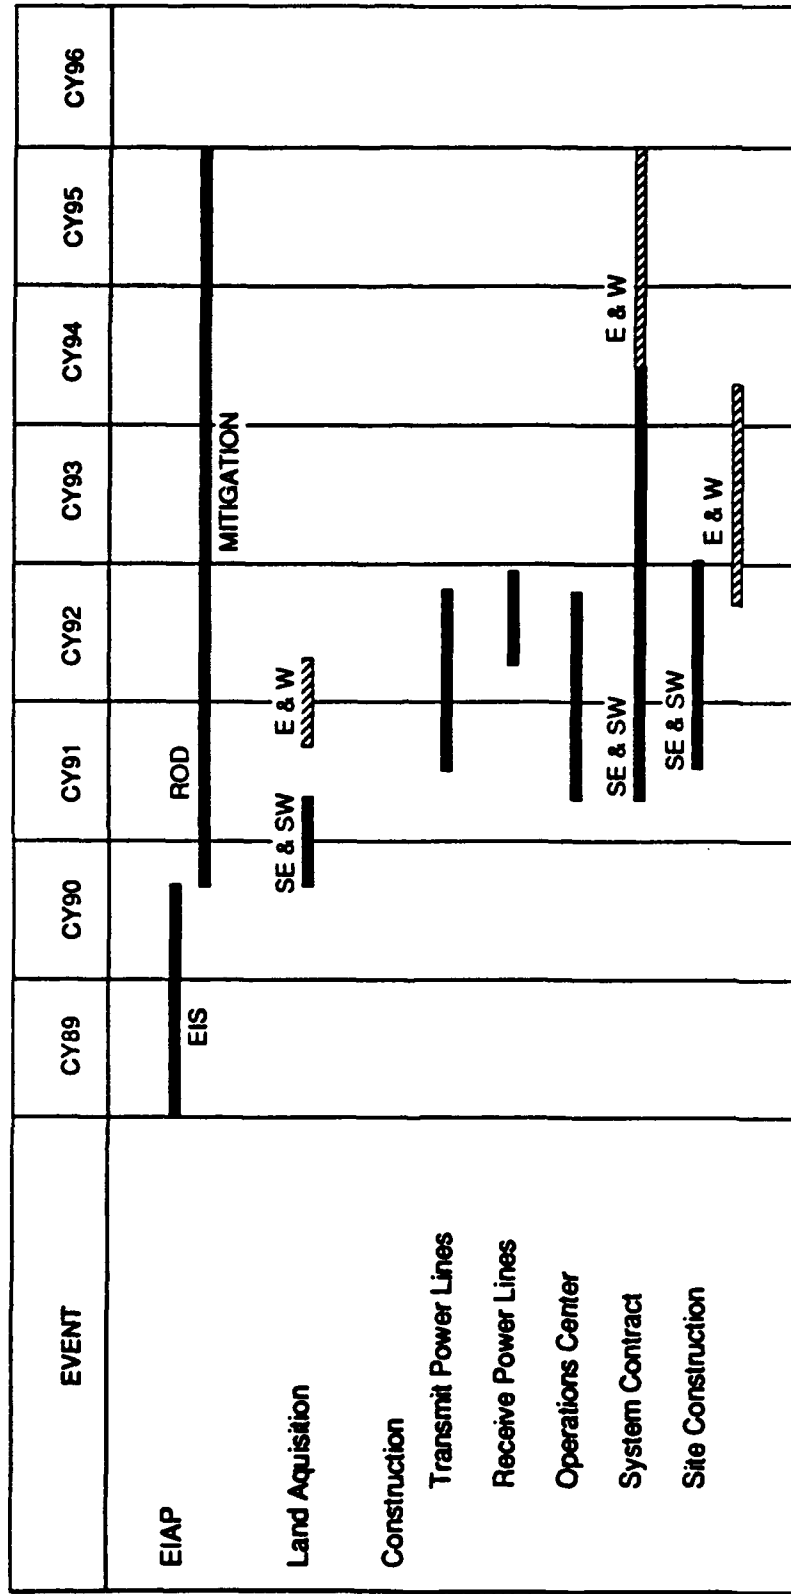 EVENT CY89 CY90 CY91 CY92 CY93 CY94 CY95 CY96
EIAP
EIS
ROD
MITIGATION
Land Aquisition
SE & SW E & W
Construction
Transmit Power Lines
Receive Power Lines
Operations Center
System Contract
SE & SW E & W
Site Construction
SE & SW E & W